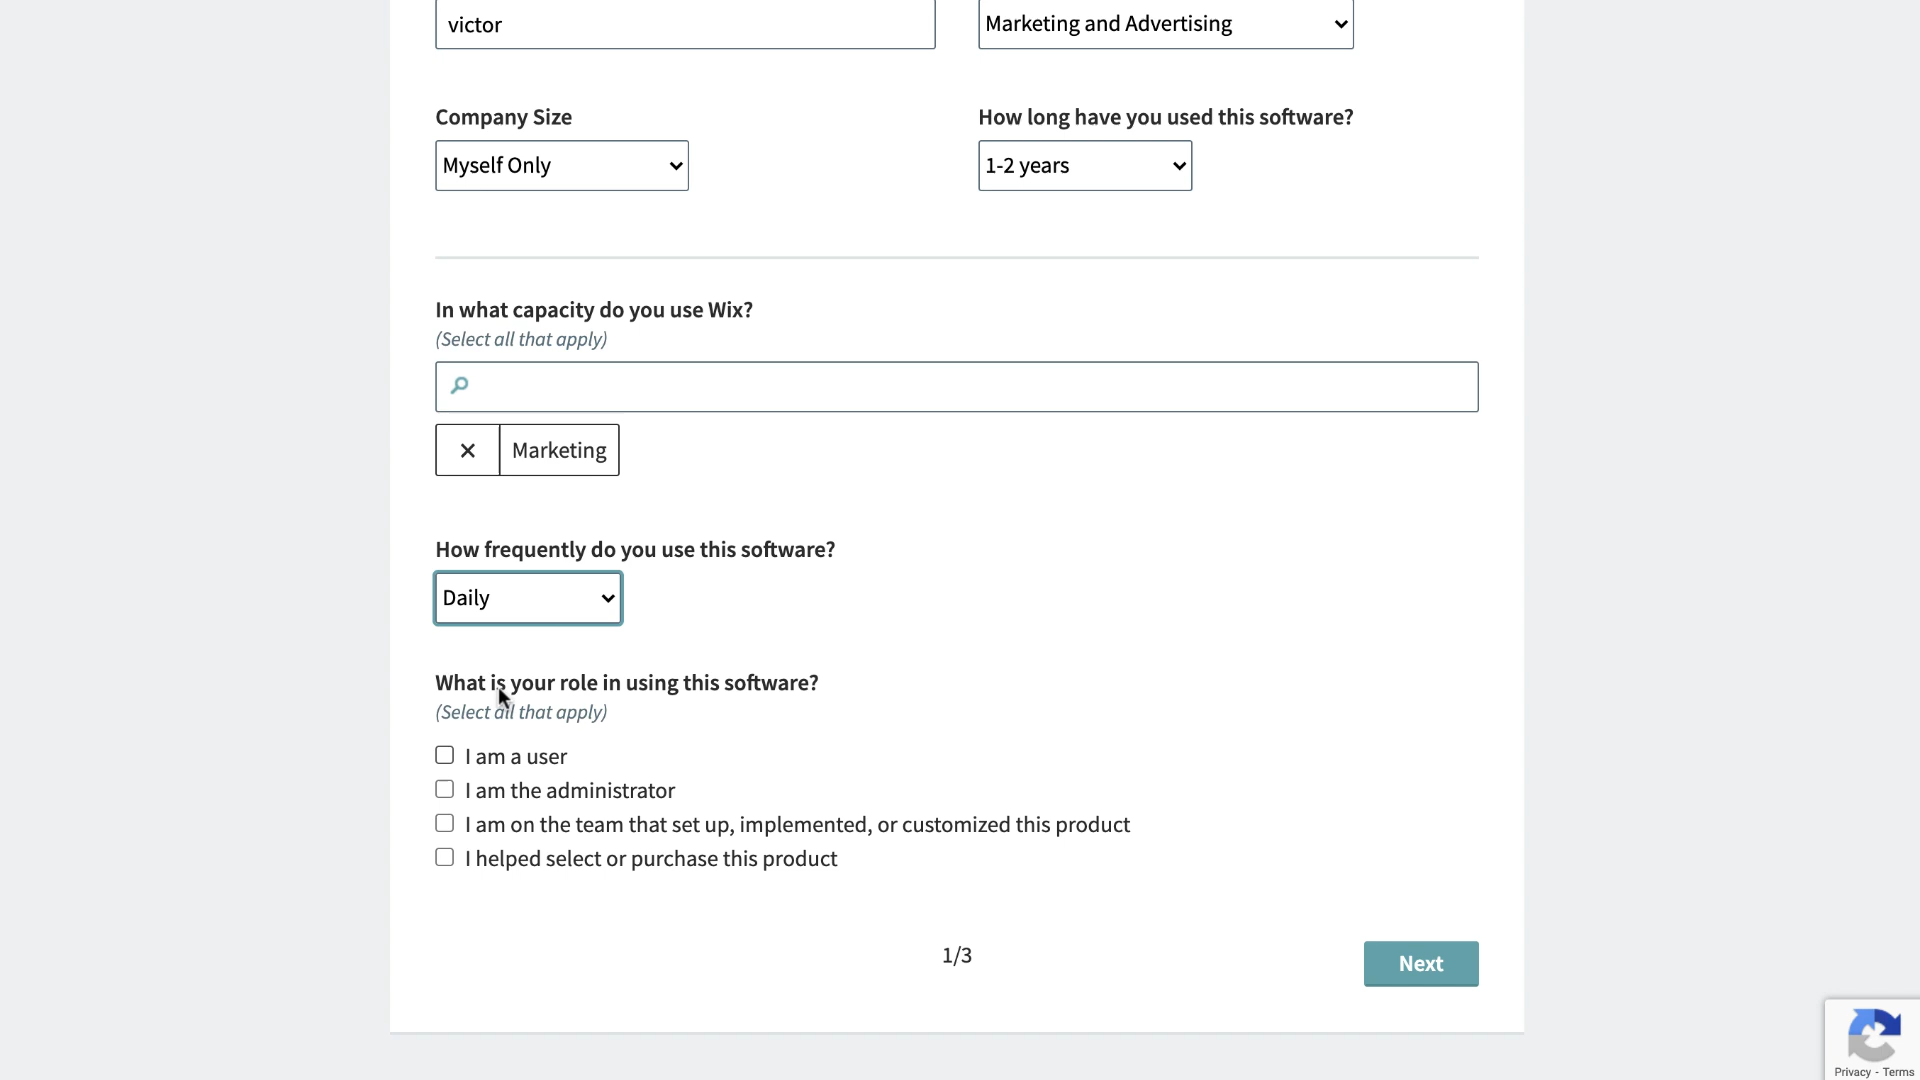 victor
Marketing and Advertising
Company Size
How long have you used this software?
Myself Only
1-2 years
In what capacity do you use Wix?
(Select all that apply)
Marketing
How frequently do you use this software?
Daily
What is your role in using this software?
(Select all that apply)
I am a user
I am the administrator
I am on the team that set up, implemented, or customized this product
I helped select or purchase this product
1/3
Next
Privacy - Terms